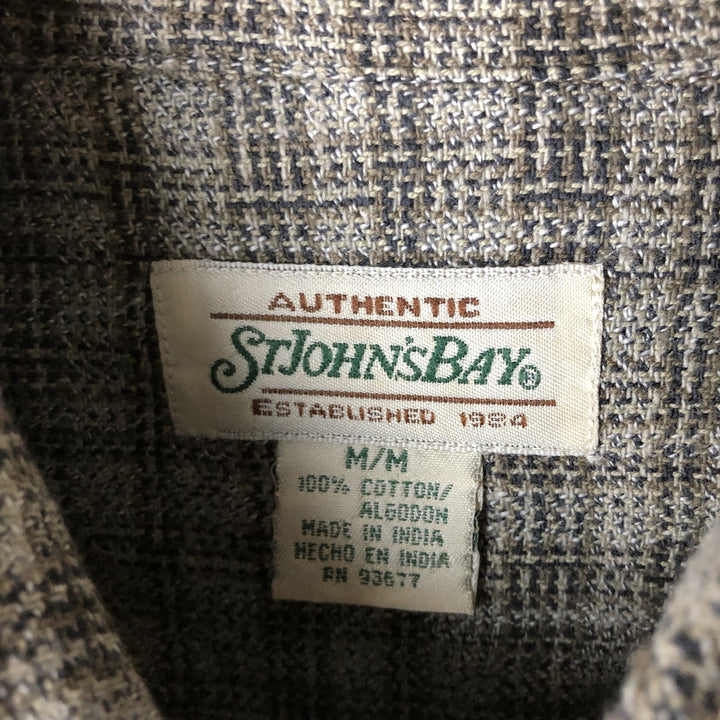 AUTHENTIC
ST JOHN'S BAY®
ESTABLISHED 1984
M/M
100% COTTON/
ALGODON
MADE IN INDIA
HECHO EN INDIA
RN 93677